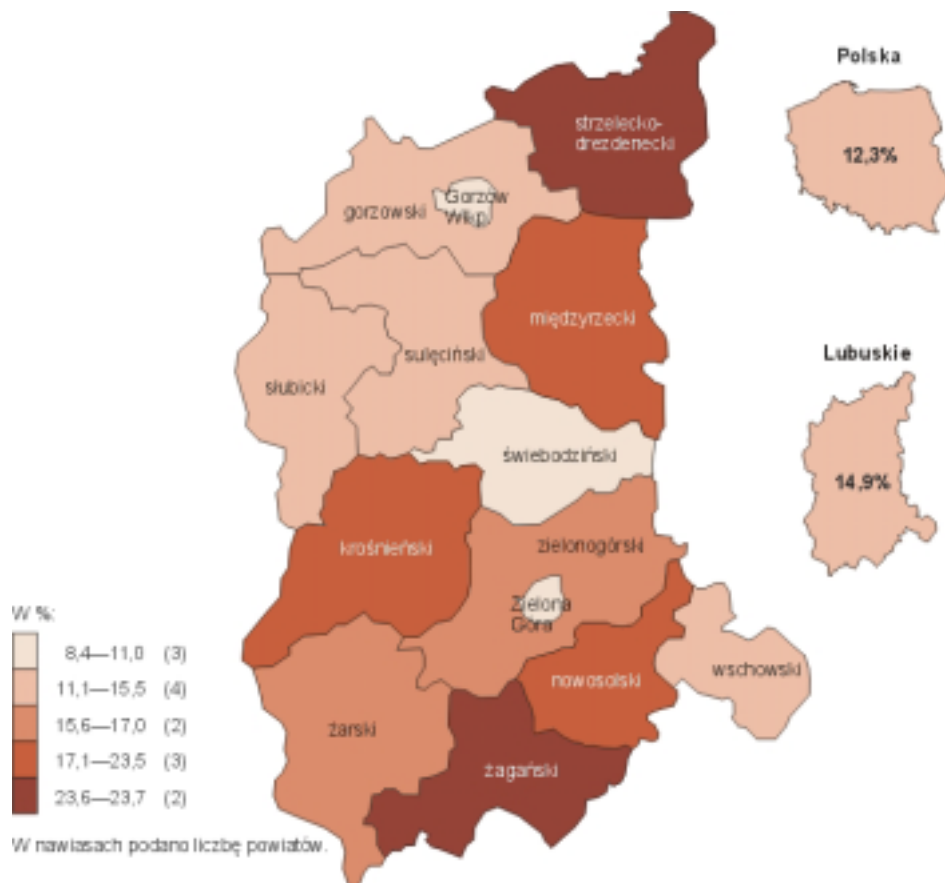 Polska
12,3%
strzelecko-
drezdenecki
gorzowski
Gorzów
Wlkp.
międzyrzecki
sulęciński
słubicki
Lubuskie
14,9%
świebodziński
krośnieński
zielonogórski
Zielona
Góra
nowosolski
wschowski
żarski
żagański
W %:
8,4—11,0 (3)
11,1—15,5 (4)
15,6—17,0 (2)
17,1—23,5 (3)
23,6—23,7 (2)
W nawiasach podano liczbę powiatów.